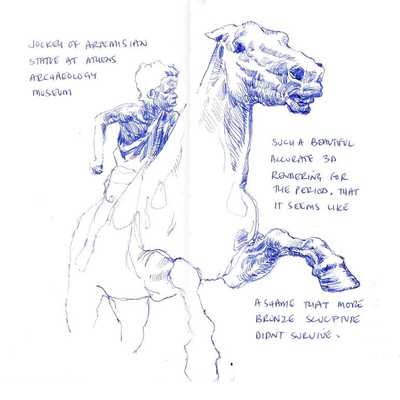 JOCKEY OF ARTEMISIAN
STATUE AT ATHENS
ARCHAEOLOGY
MUSEUM
SUCH A BEAUTIFUL
ACCURATE 3D
RENDERING FOR
THE PERIOD. THAT
IT SEEMS LIKE
A SHAME THAT MORE
BRONZE SCULPTURE
DIDNT SURVIVE.